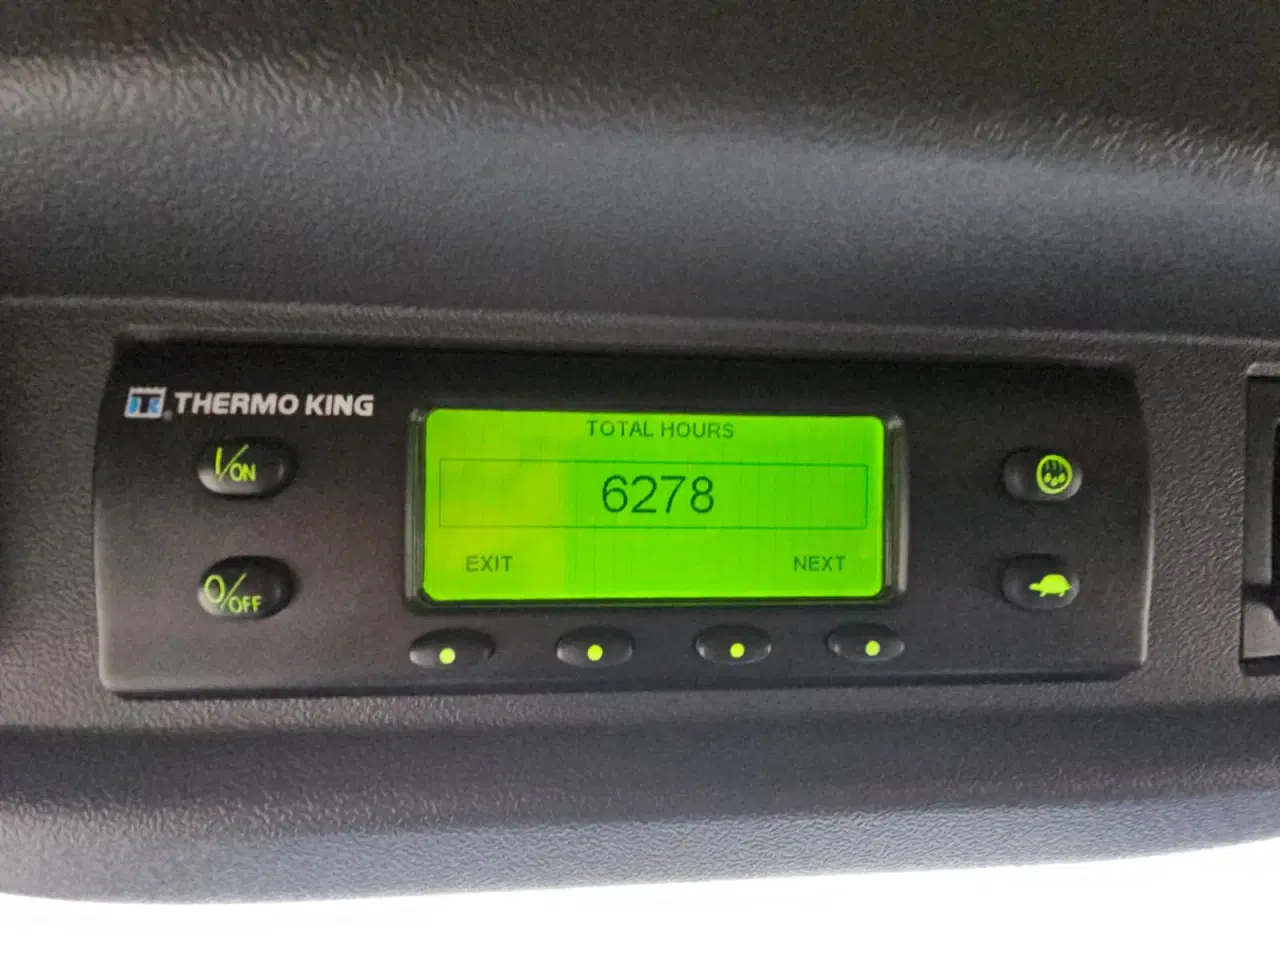 THERMO KING
I/ON
O/OFF
TOTAL HOURS
6278
EXIT NEXT